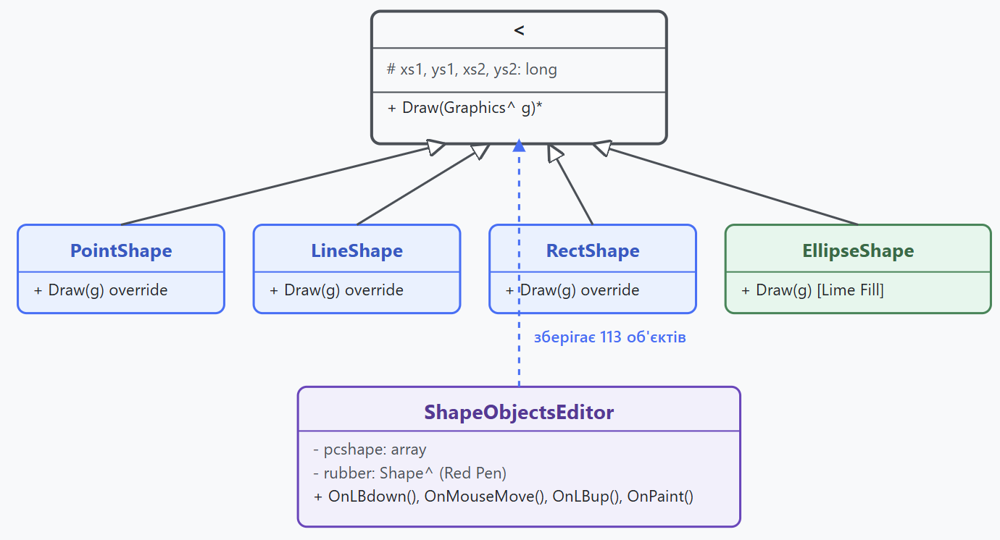 <
# xs1, ys1, xs2, ys2: long
+ Draw(Graphics^ g)*
PointShape
+ Draw(g) override
LineShape
+ Draw(g) override
RectShape
+ Draw(g) override
EllipseShape
+ Draw(g) [Lime Fill]
зберігає 113 об'єктів
ShapeObjectsEditor
- pcshape: array
- rubber: Shape^ (Red Pen)
+ OnLBdown(), OnMouseMove(), OnLBup(), OnPaint()